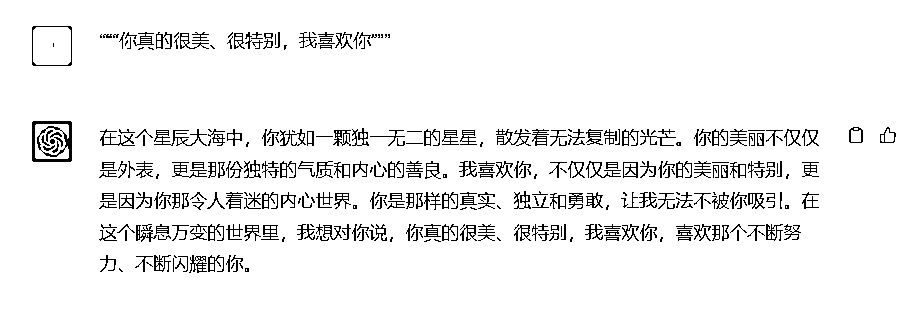 “““你真的很美、很特别，我喜欢你”””
在这个星辰大海中，你犹如一颗独一无二的星星，散发着无法复制的光芒。你的美丽不仅仅
是外表，更是那份独特的气质和内心的善良。我喜欢你，不仅仅是因为你的美丽和特别，更
是因为你那令人着迷的内心世界。你是那样的真实、独立和勇敢，让我无法不被你吸引。在
这个瞬息万变的世界里，我想对你说，你真的很美、很特别，我喜欢你，喜欢那个不断努
力、不断闪耀的你。